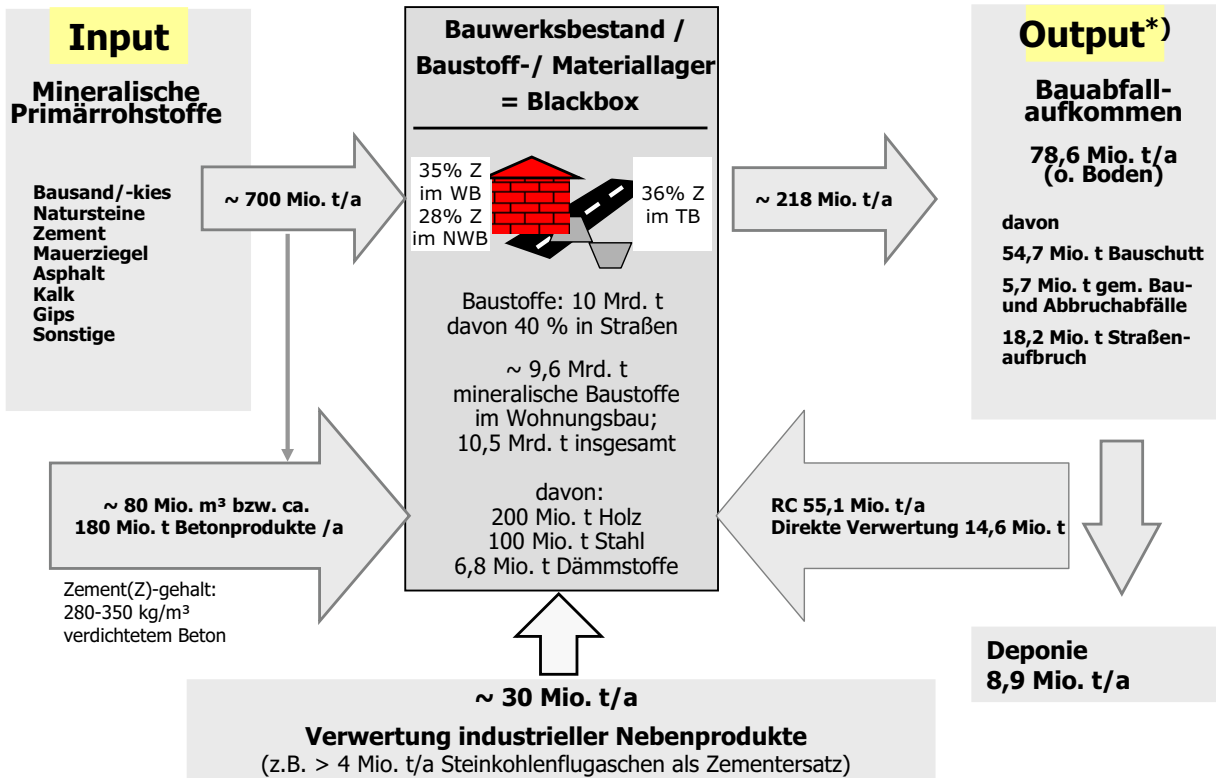 Input
Mineralische
Primärrohstoffe
Bausand/-kies
Natursteine
Zement
Mauerziegel
Asphalt
Kalk
Gips
Sonstige
~ 700 Mio. t/a
~ 80 Mio. m³ bzw. ca.
180 Mio. t Betonprodukte /a
Zement(Z)-gehalt:
280-350 kg/m³
verdichtetem Beton
Bauwerksbestand /
Baustoff-/ Materiallager
= Blackbox
35% Z
im WB
28% Z
im NWB
36% Z
im TB
Baustoffe: 10 Mrd. t
davon 40 % in Straßen
~ 9,6 Mrd. t
mineralische Baustoffe
im Wohnungsbau;
10,5 Mrd. t insgesamt
davon:
200 Mio. t Holz
100 Mio. t Stahl
6,8 Mio. t Dämmstoffe
~ 218 Mio. t/a
Output*)
Bauabfall-
aufkommen
78,6 Mio. t/a
(o. Boden)
davon
54,7 Mio. t Bauschutt
5,7 Mio. t gem. Bau-
und Abbruchabfälle
18,2 Mio. t Straßen-
aufbruch
RC 55,1 Mio. t/a
Direkte Verwertung 14,6 Mio. t
Deponie
8,9 Mio. t/a
~ 30 Mio. t/a
Verwertung industrieller Nebenprodukte
(z.B. > 4 Mio. t/a Steinkohlenflugaschen als Zementersatz)